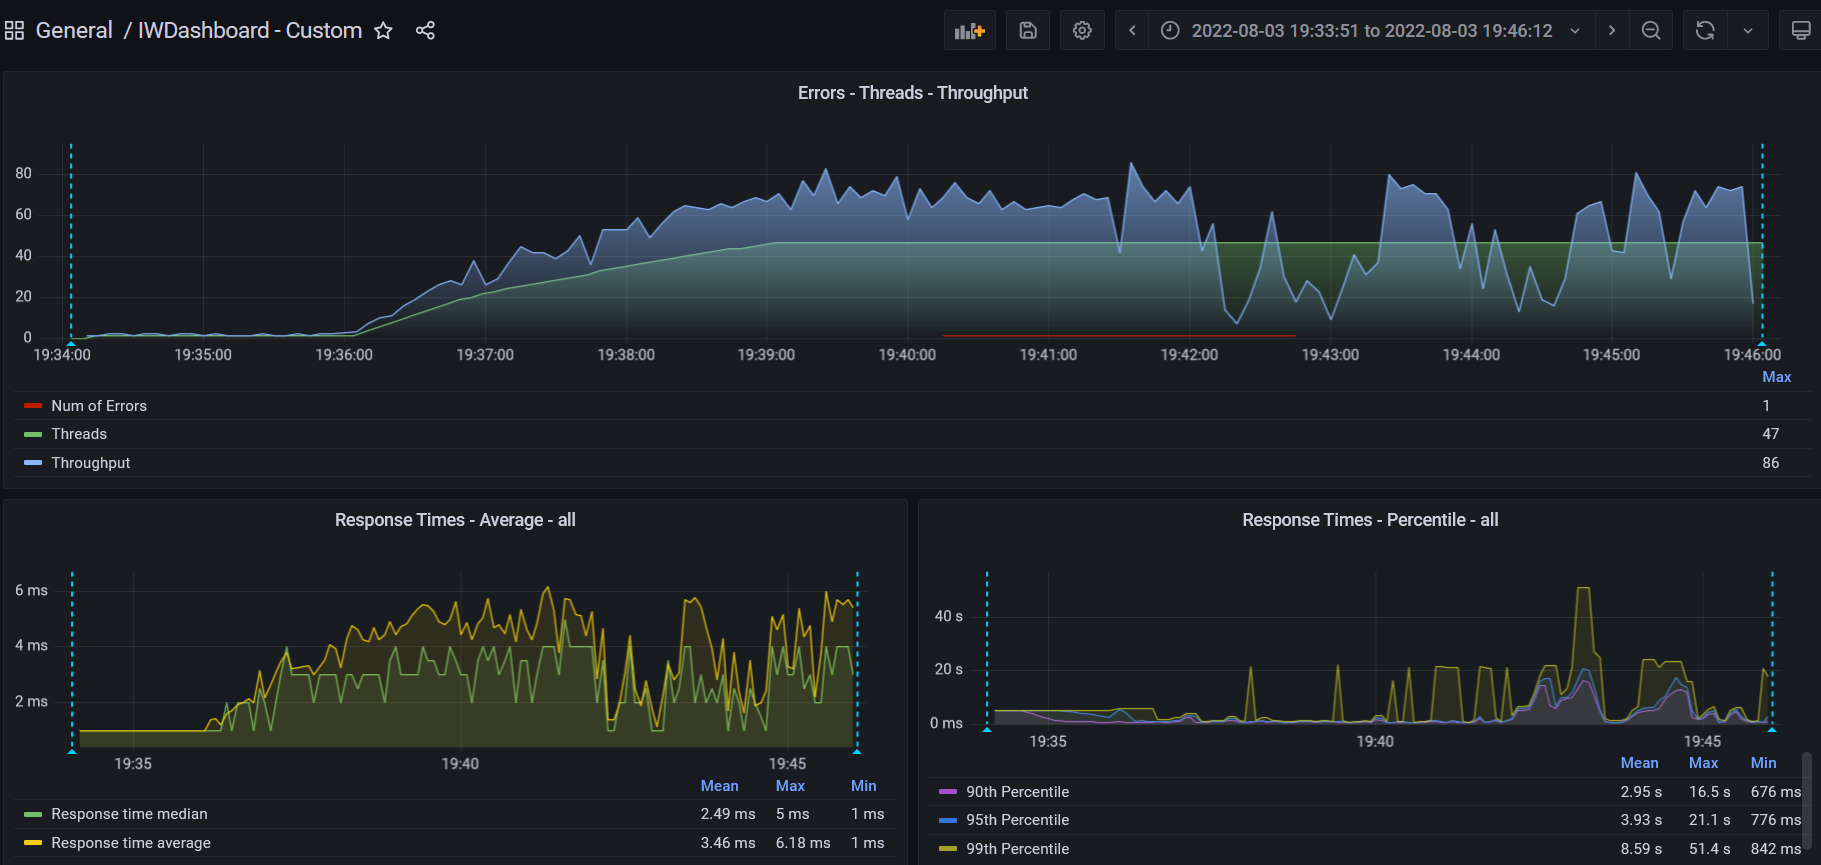 General / IWDashboard - Custom
2022-08-03 19:33:51 to 2022-08-03 19:46:12
Errors - Threads - Throughput
80
60
40
20
0
19:34:00 19:35:00 19:36:00 19:37:00 19:38:00 19:39:00 19:40:00 19:41:00 19:42:00 19:43:00 19:44:00 19:45:00 19:46:00
Max
Num of Errors 1
Threads 47
Throughput 86
Response Times - Average - all
6 ms
4 ms
2 ms
19:35 19:40 19:45
Mean Max Min
Response time median 2.49 ms 5 ms 1 ms
Response time average 3.46 ms 6.18 ms 1 ms
Response Times - Percentile - all
40 s
20 s
0 ms
19:35 19:40 19:45
Mean Max Min
90th Percentile 2.95 s 16.5 s 676 ms
95th Percentile 3.93 s 21.1 s 776 ms
99th Percentile 8.59 s 51.4 s 842 ms